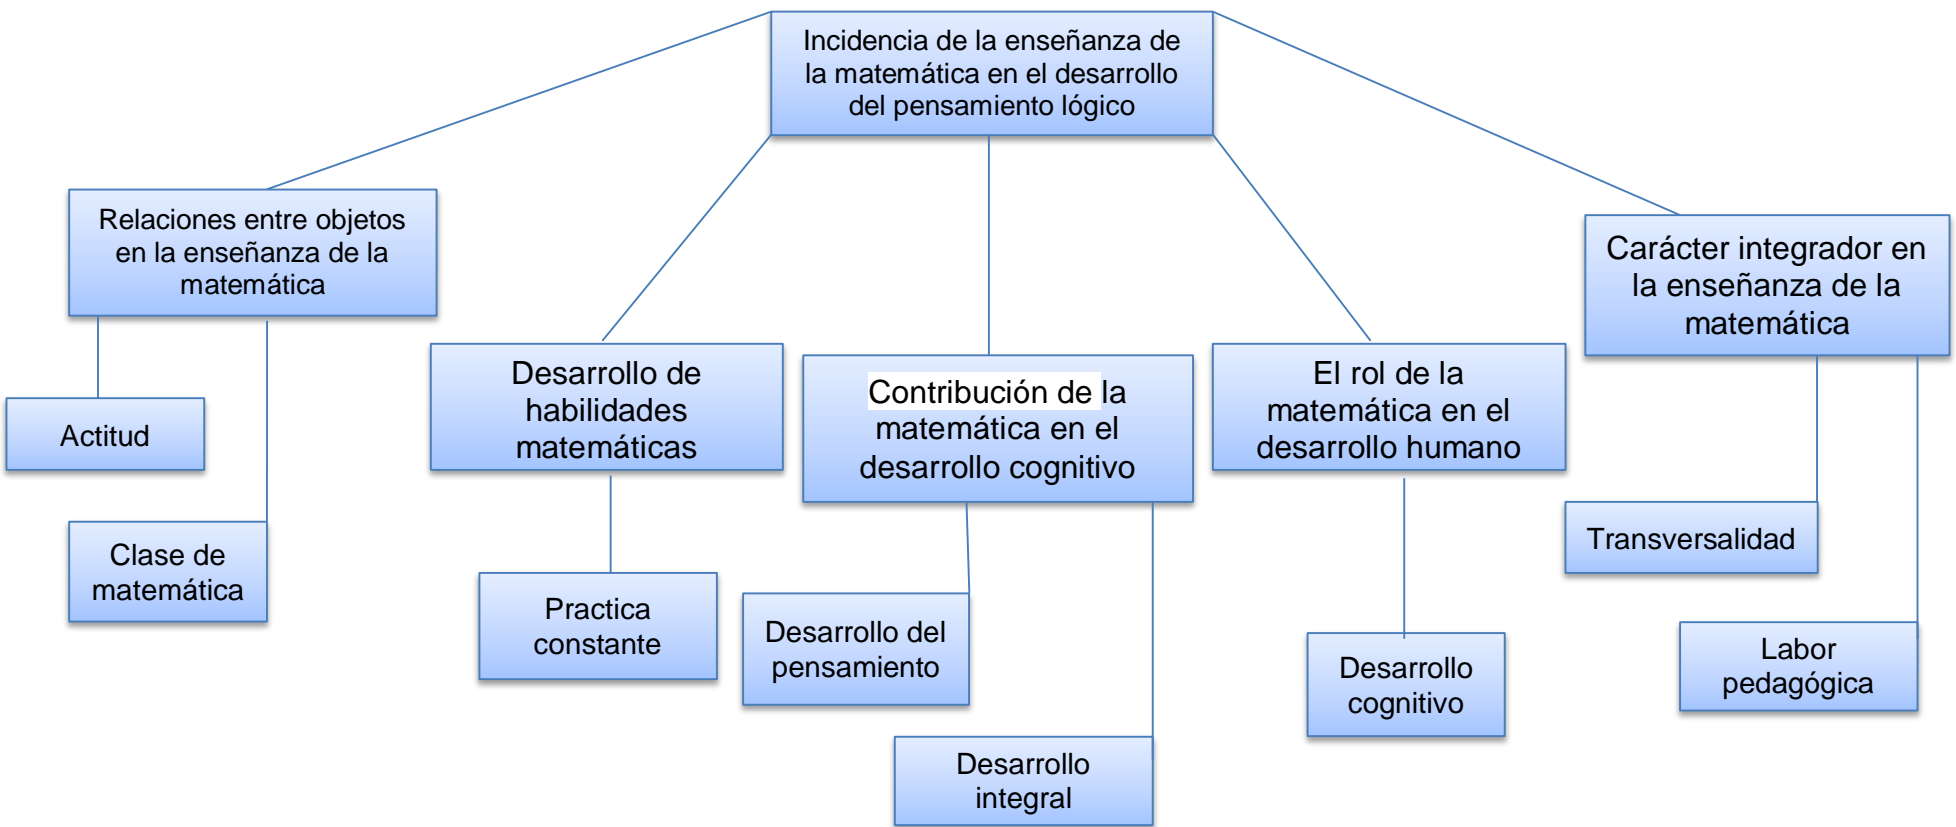 Incidencia de la enseñanza de
la matemática en el desarrollo
del pensamiento lógico
Relaciones entre objetos
en la enseñanza de la
matemática
Actitud
Clase de
matemática
Desarrollo de
habilidades
matemáticas
Practica
constante
Contribución de la
matemática en el
desarrollo cognitivo
Desarrollo del
pensamiento
Desarrollo
integral
El rol de la
matemática en el
desarrollo humano
Desarrollo
cognitivo
Carácter integrador en
la enseñanza de la
matemática
Transversalidad
Labor
pedagógica